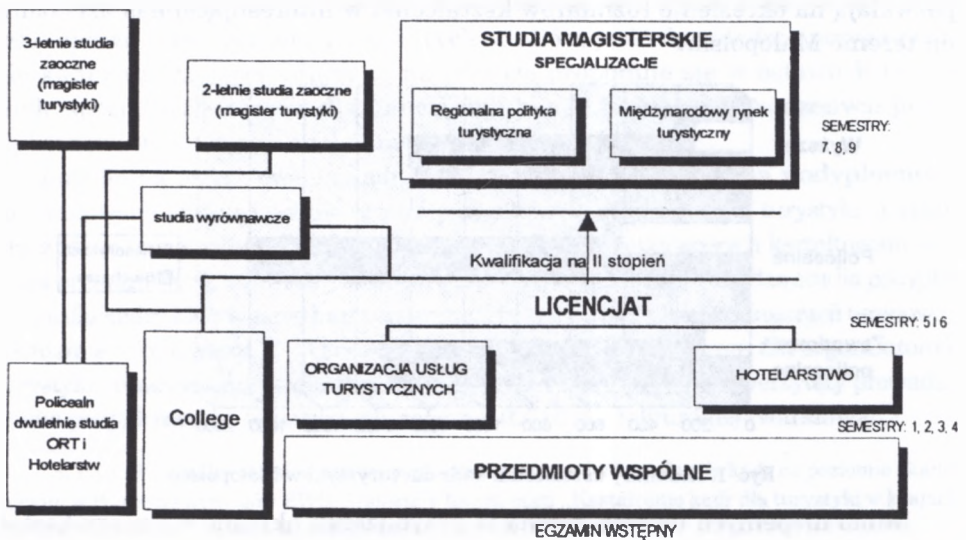 3-letnie studia
zaoczne
(magister
turystyki)
2-letnie studia zaoczne
(magister turystyki)
STUDIA MAGISTERSKIE
SPECJALIZACJE
Regionalna polityka
turystyczna
Międzynarodowy rynek
turystyczny
SEMESTRY:
7, 8, 9
studia wyrównawcze
Kwalifikacja na II stopień
LICENCJAT
SEMESTRY: 5 I 6
ORGANIZACJA USŁUG
TURYSTYCZNYCH
HOTELARSTWO
Policealn
dwuletnie studia
ORT i
Hotelarstw
College
SEMESTRY: 1, 2, 3, 4
PRZEDMIOTY WSPÓLNE
EGZAMIN WSTĘPNY